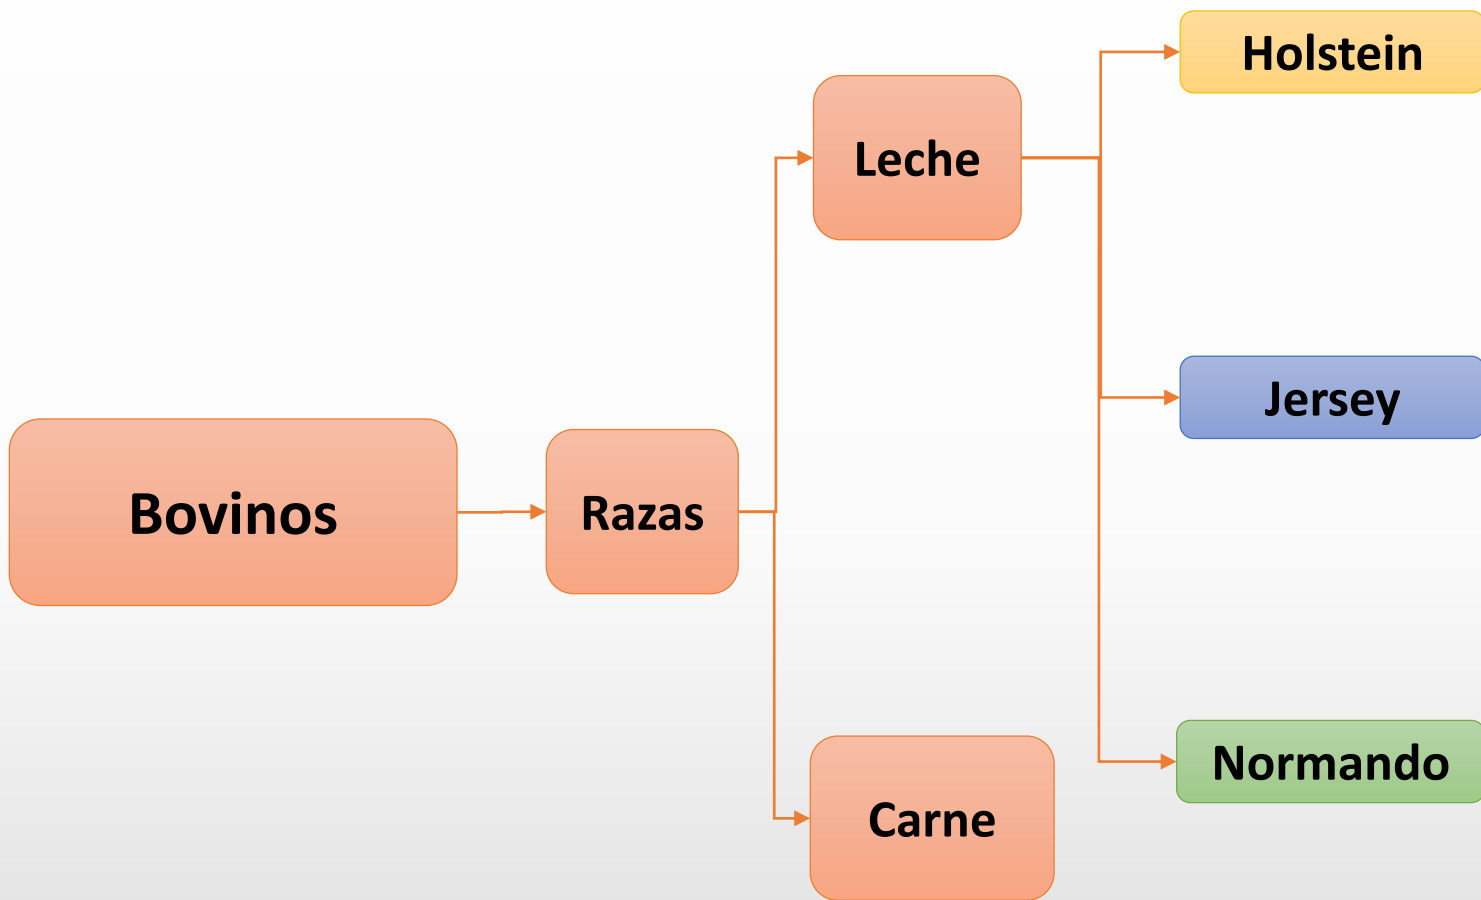 Bovinos
Razas
Leche
Carne
Holstein
Jersey
Normando